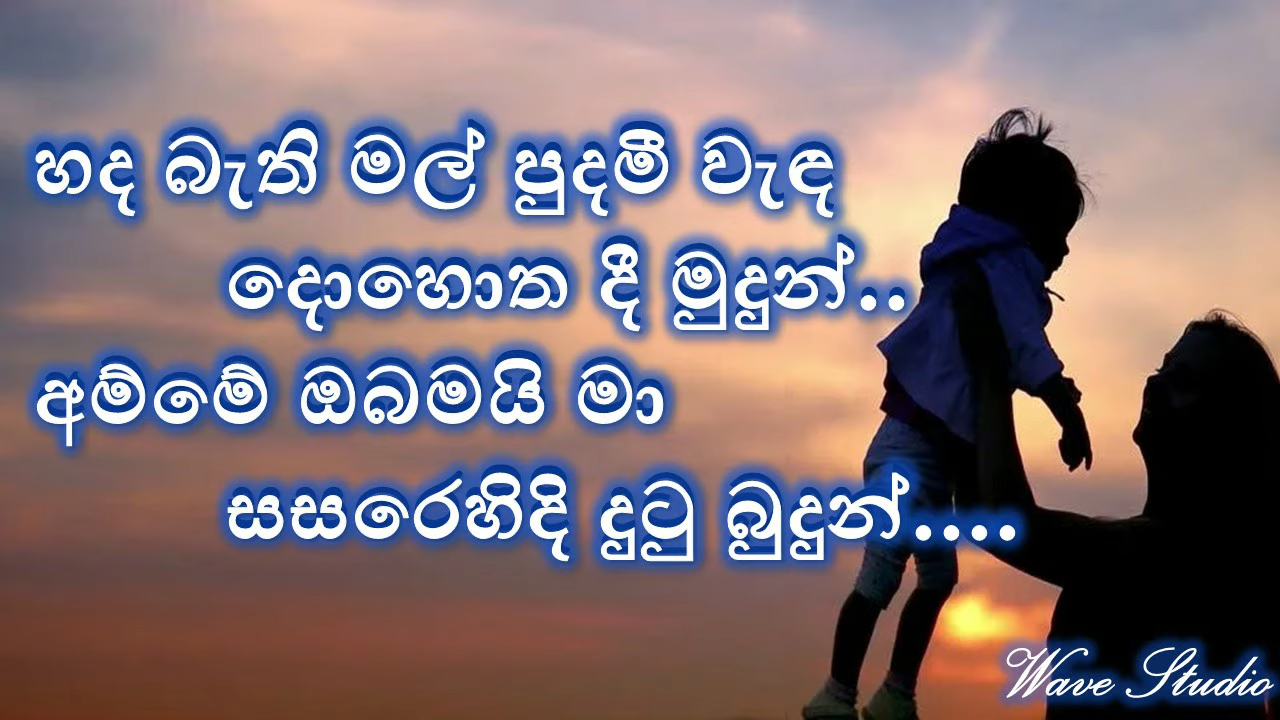 හද බැති මල් පුදමී වැඳ
දොහොත දී මුදුන්..
අම්මේ ඔබමයි මා
සසරෙහිදි දුටු බුදුන්....
Wave Studio